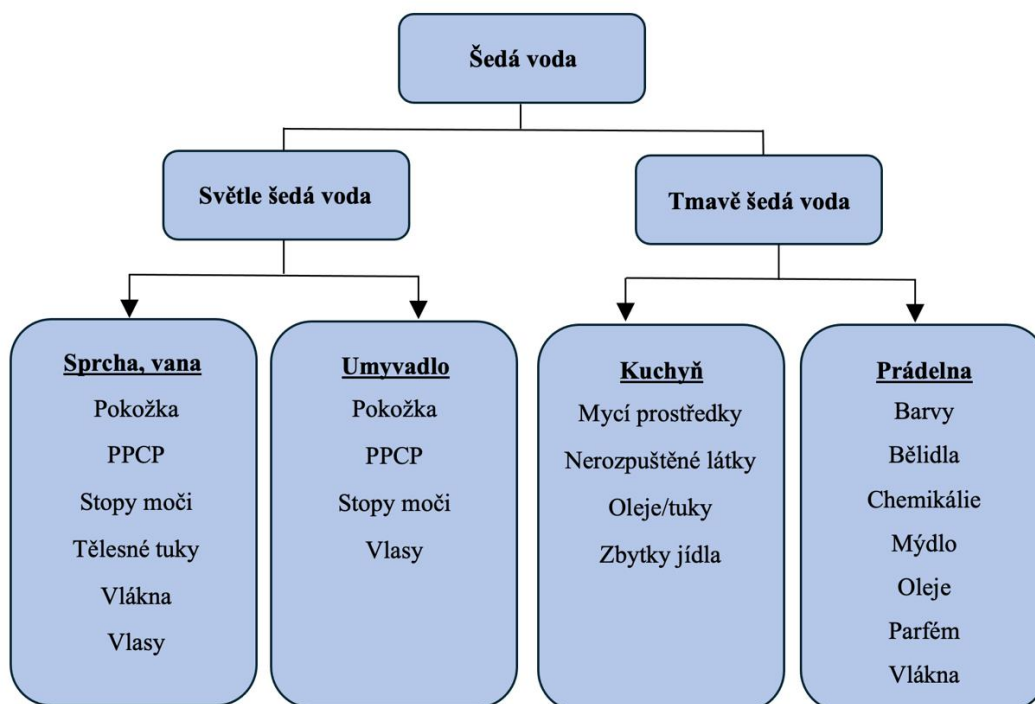 Šedá voda
Světle šedá voda
Tmavě šedá voda
Sprcha, vana
Pokožka
PPCP
Stopy moči
Tělesné tuky
Vlákna
Vlasy
Umyvadlo
Pokožka
PPCP
Stopy moči
Vlasy
Kuchyň
Mycí prostředky
Nerozpuštěné látky
Oleje/tuky
Zbytky jídla
Prádelna
Barvy
Bělidla
Chemikálie
Mýdlo
Oleje
Parfém
Vlákna